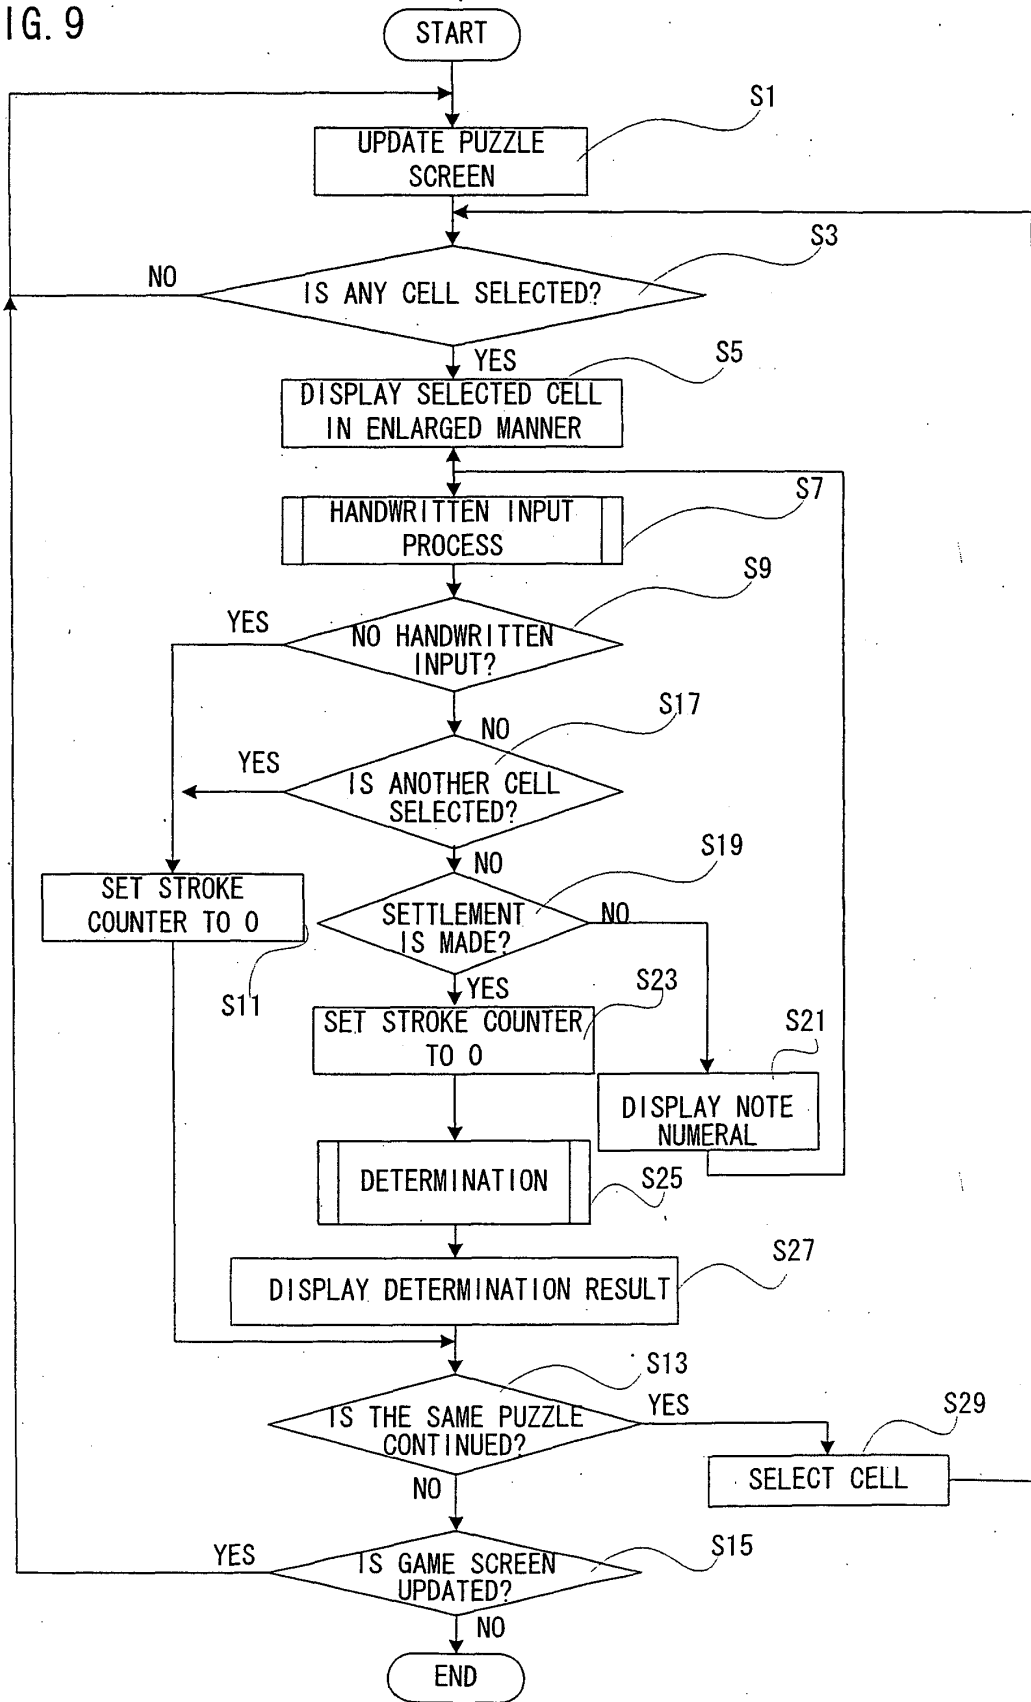 IG. 9
START
S1
UPDATE PUZZLE
SCREEN
S3
NO
IS ANY CELL SELECTED?
YES
S5
DISPLAY SELECTED CELL
IN ENLARGED MANNER
S7
HANDWRITTEN INPUT
PROCESS
S9
YES
NO HANDWRITTEN
INPUT?
S17
NO
YES
IS ANOTHER CELL
SELECTED?
S19
NO
SET STROKE
COUNTER TO 0
SETTLEMENT
IS MADE?
NO
S11
YES
S23
SET STROKE COUNTER
TO 0
S21
DISPLAY NOTE
NUMERAL
DETERMINATION
S25
S27
DISPLAY DETERMINATION RESULT
S13
IS THE SAME PUZZLE
CONTINUED?
YES
S29
SELECT CELL
NO
S15
YES
IS GAME SCREEN
UPDATED?
NO
END